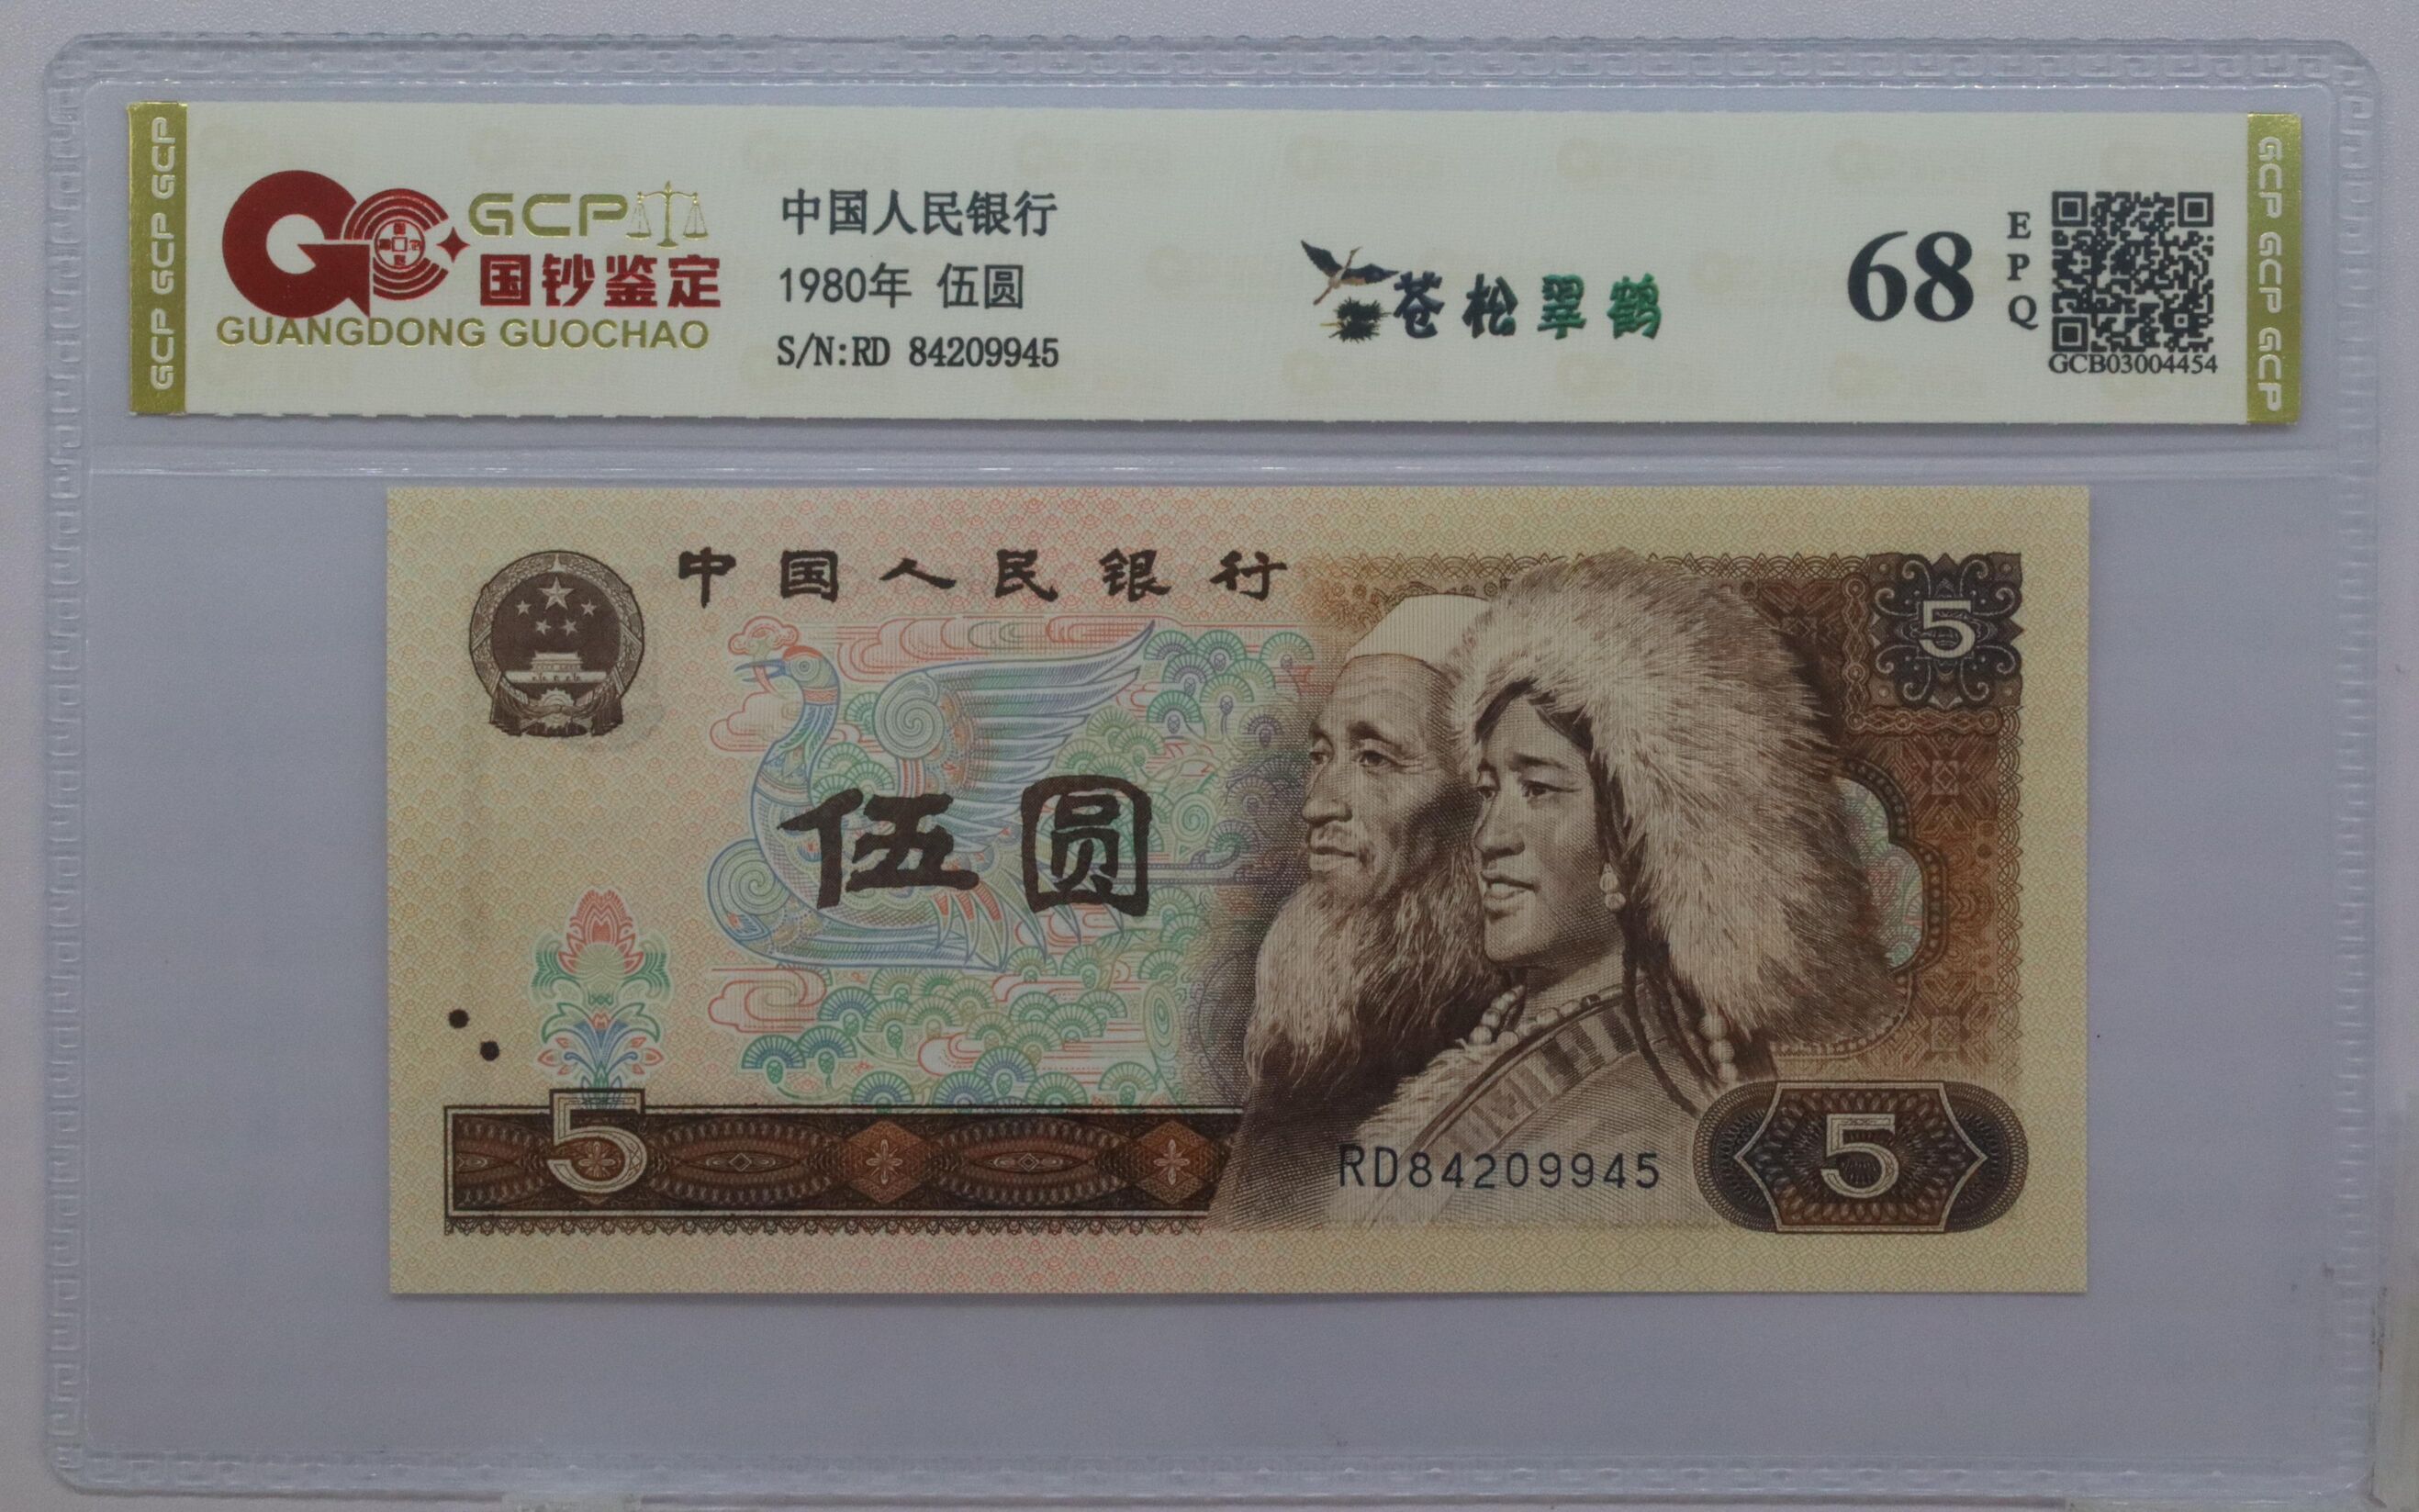 GCP GCP GCP
GCP
国钞鉴定
GUANGDONG GUOCHAO
中国人民银行
1980年 伍圆
S/N:RD 84209945
苍松翠鹤
68
EPQ
GCB03004454
GCP GCP GCP
中国人民银行
5
伍圆
5
RD84209945
5